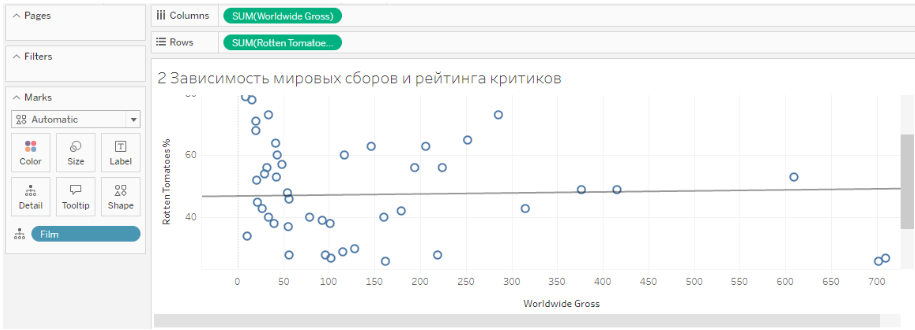 Pages
Columns SUM(Worldwide Gross)
Rows SUM(Rotten Tomatoe...
Filters
Marks
Automatic
Color Size Label
Detail Tooltip Shape
Film
2 Зависимость мировых сборов и рейтинга критиков
Rotten Tomatoes %
80
60
40
0 50 100 150 200 250 300 350 400 450 500 550 600 650 700
Worldwide Gross